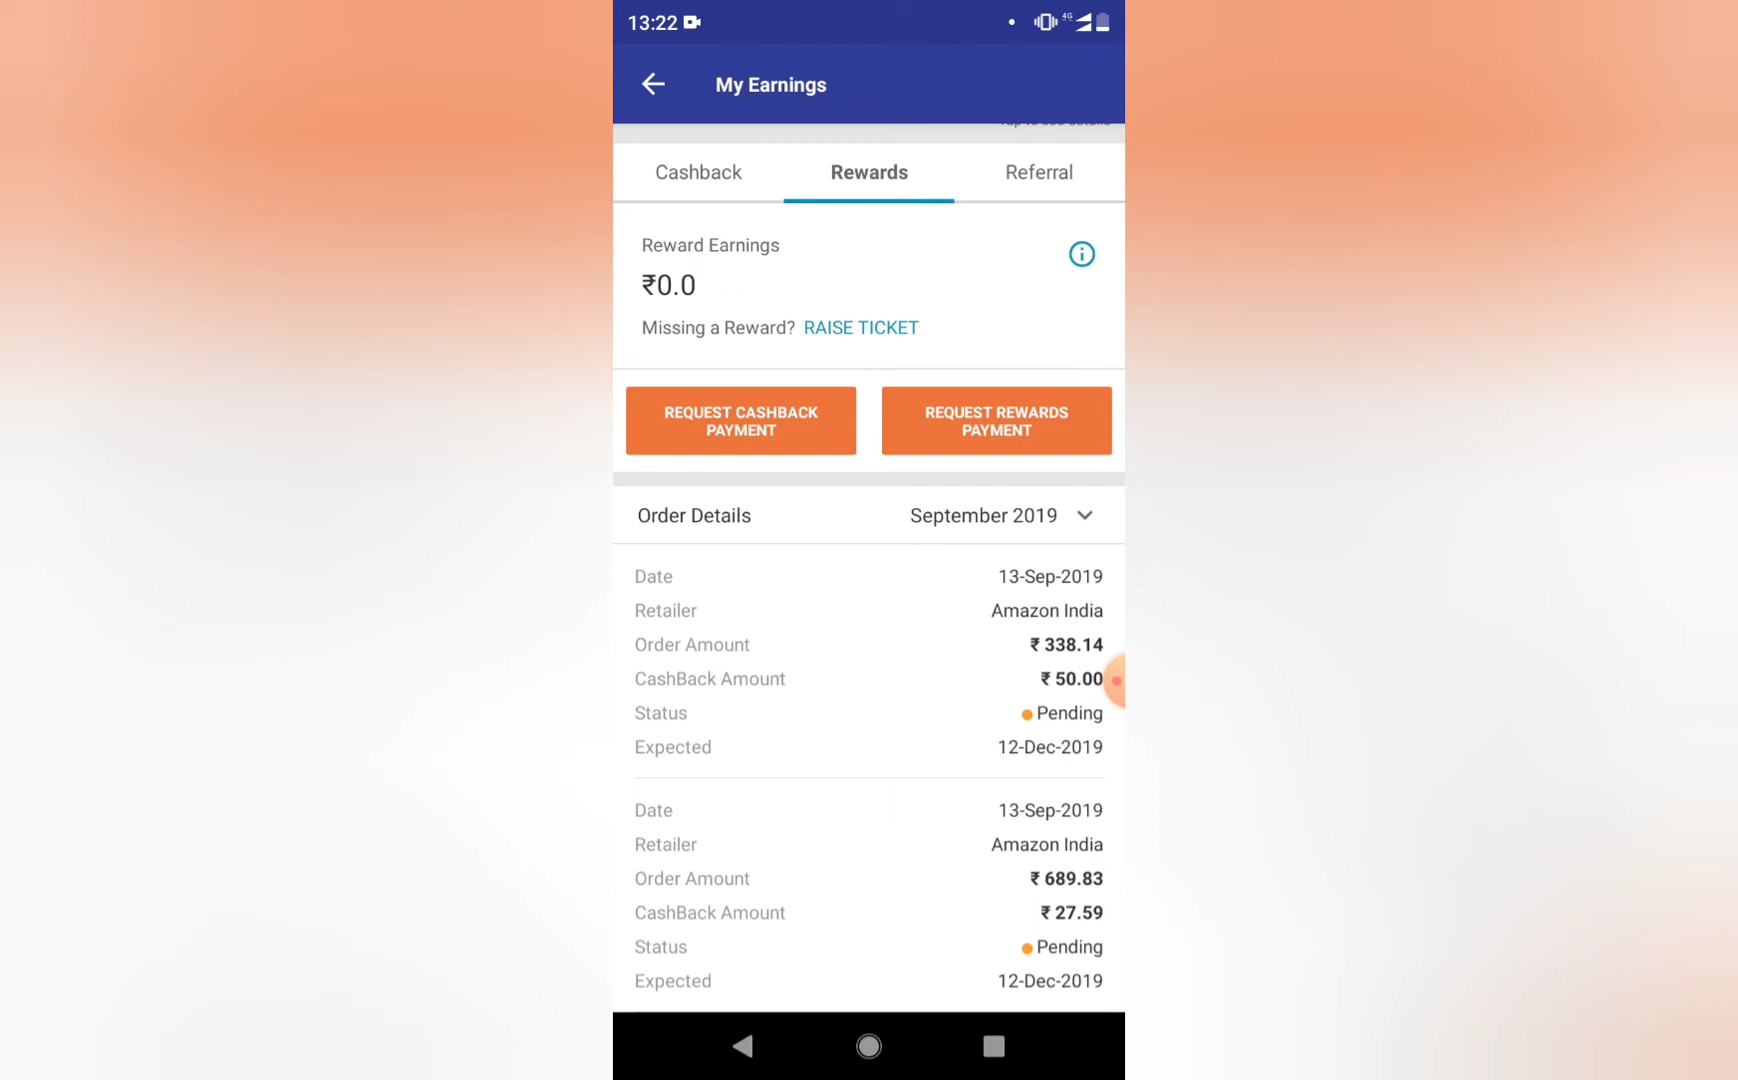 13:22
4G
My Earnings
Cashback
Rewards
Referral
Reward Earnings
₹0.0
Missing a Reward? RAISE TICKET
REQUEST CASHBACK
PAYMENT
REQUEST REWARDS
PAYMENT
Order Details
September 2019
Date
13-Sep-2019
Retailer
Amazon India
Order Amount
₹ 338.14
CashBack Amount
₹ 50.00
Status
Pending
Expected
12-Dec-2019
Date
13-Sep-2019
Retailer
Amazon India
Order Amount
₹ 689.83
CashBack Amount
₹ 27.59
Status
Pending
Expected
12-Dec-2019